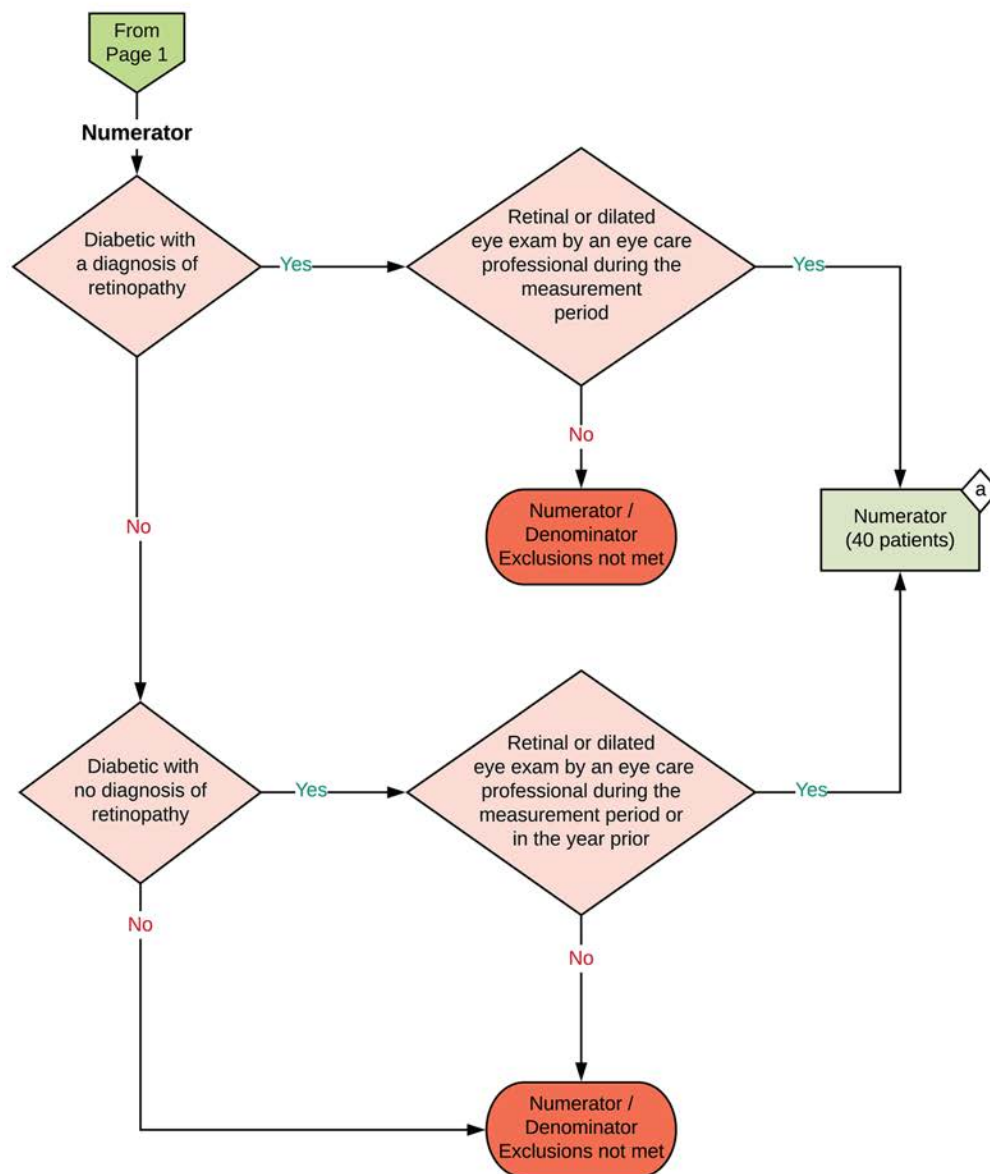 From
Page 1
Numerator
Diabetic with
a diagnosis of
retinopathy
Yes
Retinal or dilated
eye exam by an eye care
professional during the
measurement
period
Yes
No
No
Numerator /
Denominator
Exclusions not met
a
Numerator
(40 patients)
Diabetic with
no diagnosis of
retinopathy
Yes
Retinal or dilated
eye exam by an eye care
professional during the
measurement period or
in the year prior
Yes
No
No
Numerator /
Denominator
Exclusions not met